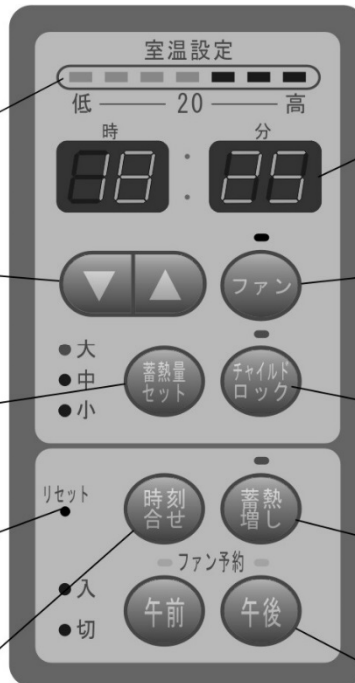 室温設定
低 20 高
時 分
18:25
ファン
大
中
小
蓄熱量
セット
チャイルド
ロック
リセット
時刻
合せ
蓄熱
増し
ファン予約
入
切
午前
午後